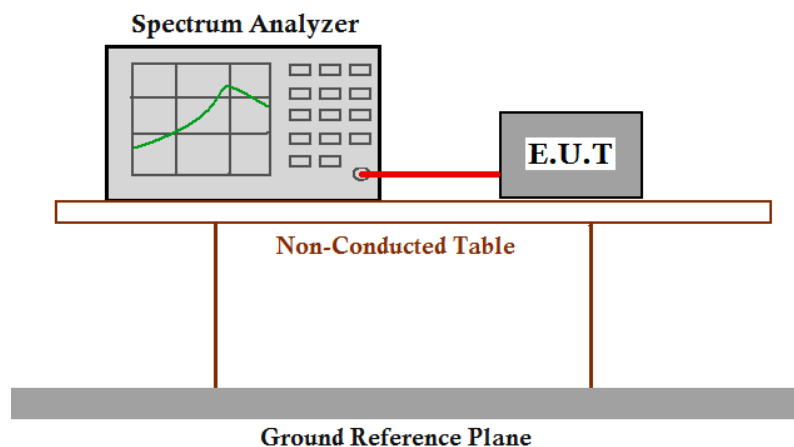 Spectrum Analyzer
E.U.T
Non-Conducted Table
Ground Reference Plane